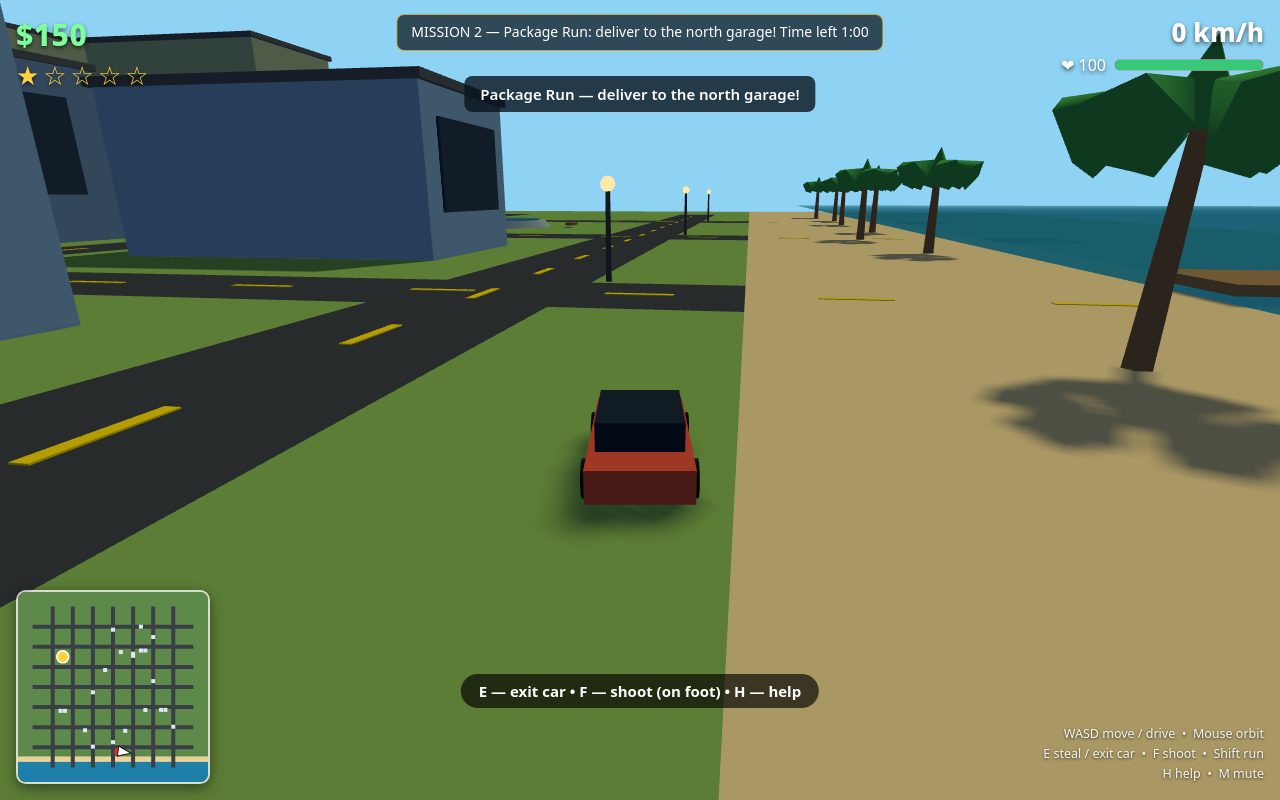 $150
MISSION 2 — Package Run: deliver to the north garage! Time left 1:00
0 km/h
❤ 100
★ ☆ ☆ ☆ ☆
Package Run — deliver to the north garage!
E — exit car • F — shoot (on foot) • H — help
WASD move / drive • Mouse orbit
E steal / exit car • F shoot • Shift run
H help • M mute